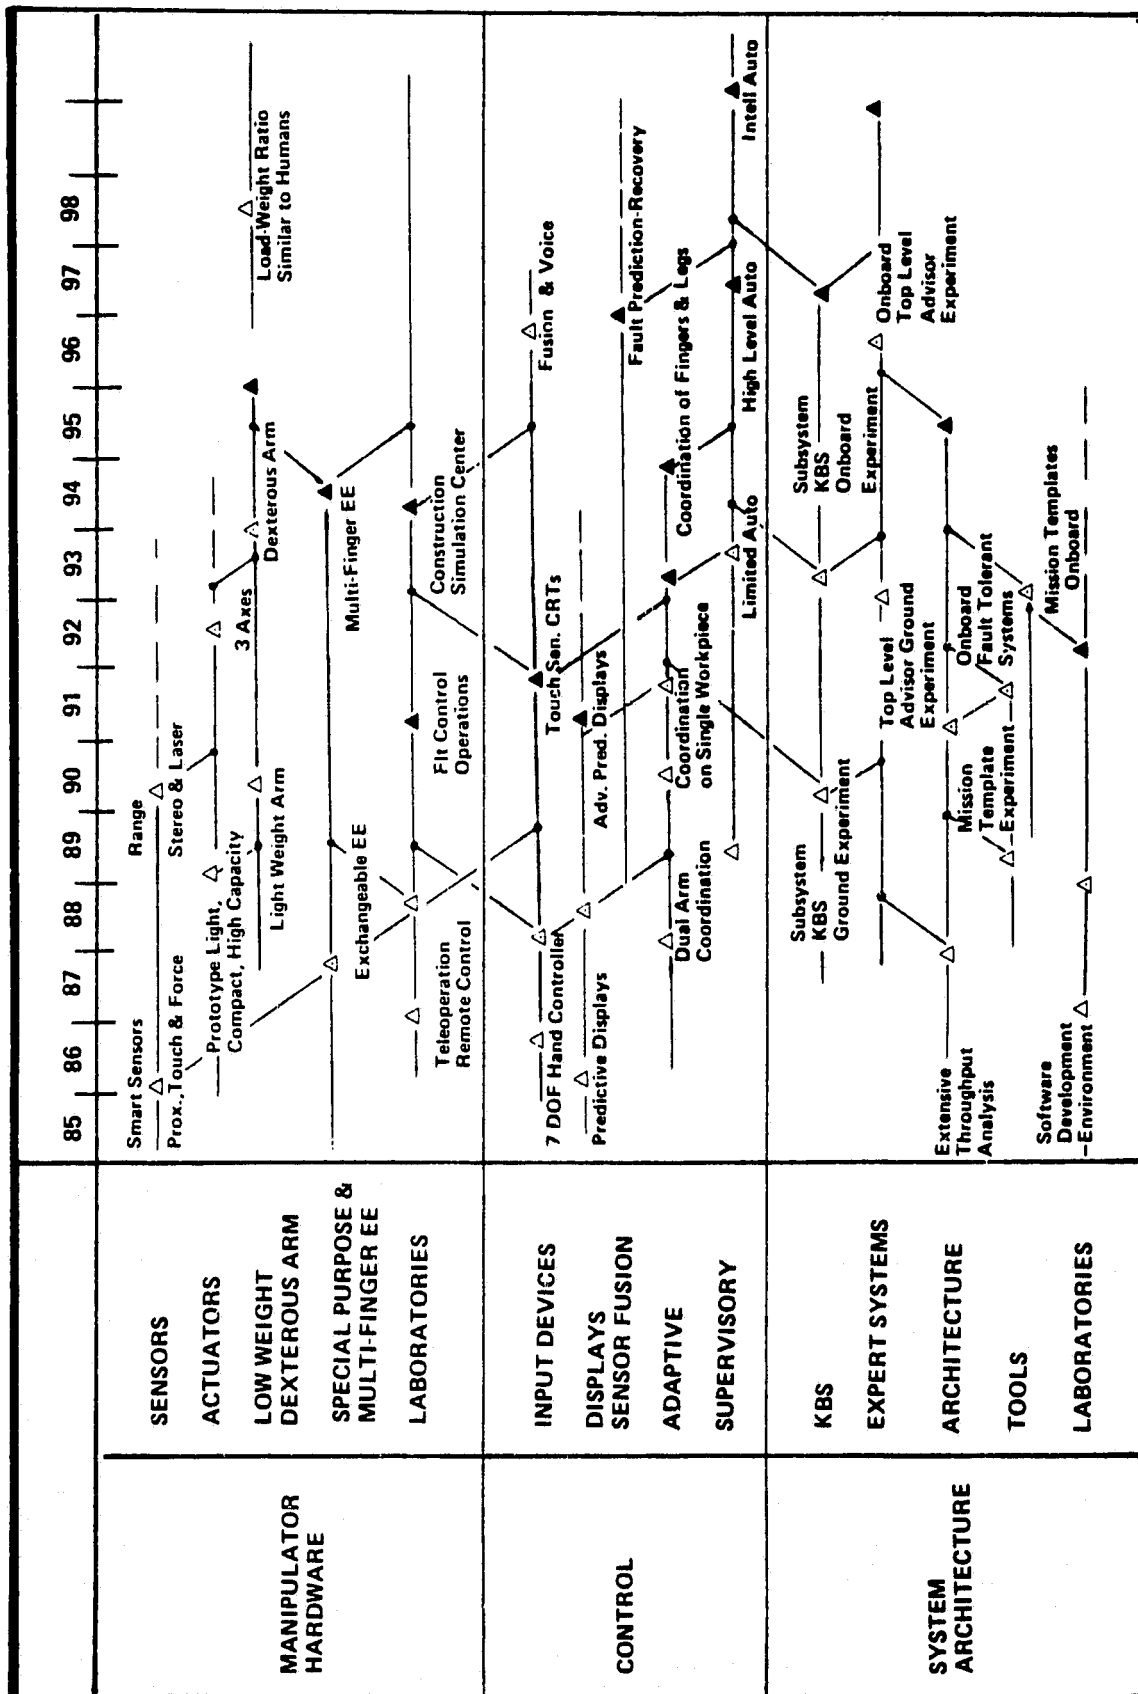 85 86 87 88 89 90 91 92 93 94 95 96 97 98
MANIPULATOR
HARDWARE
SENSORS
Smart Sensors
Prox.,Touch & Force
Range
Stereo & Laser
ACTUATORS
Prototype Light,
Compact, High Capacity
LOW WEIGHT
DEXTEROUS ARM
Light Weight Arm
3 Axes
Dexterous Arm
Load-Weight Ratio
Similar to Humans
SPECIAL PURPOSE &
MULTI-FINGER EE
Exchangeable EE
Multi-Finger EE
LABORATORIES
Teleoperation
Remote Control
Flt Control
Operations
Construction
Simulation Center
CONTROL
INPUT DEVICES
7 DOF Hand Controller
Touch Sen. CRTs
Fusion & Voice
DISPLAYS
SENSOR FUSION
Predictive Displays
Adv. Pred. Displays
Fault Prediction-Recovery
ADAPTIVE
Dual Arm
Coordination
Coordination
on Single Workpiece
Coordination of Fingers & Legs
SUPERVISORY
Limited Auto
High Level Auto
Intell Auto
SYSTEM
ARCHITECTURE
KBS
Subsystem
KBS
Ground Experiment
Subsystem
KBS
Onboard
Experiment
EXPERT SYSTEMS
Top Level
Advisor Ground
Experiment
Onboard
Top Level
Advisor
Experiment
ARCHITECTURE
Extensive
Throughput
Analysis
Onboard
Fault Tolerant
Systems
TOOLS
Mission
Template
Experiment
LABORATORIES
Software
Development
Environment
Mission Templates
Onboard